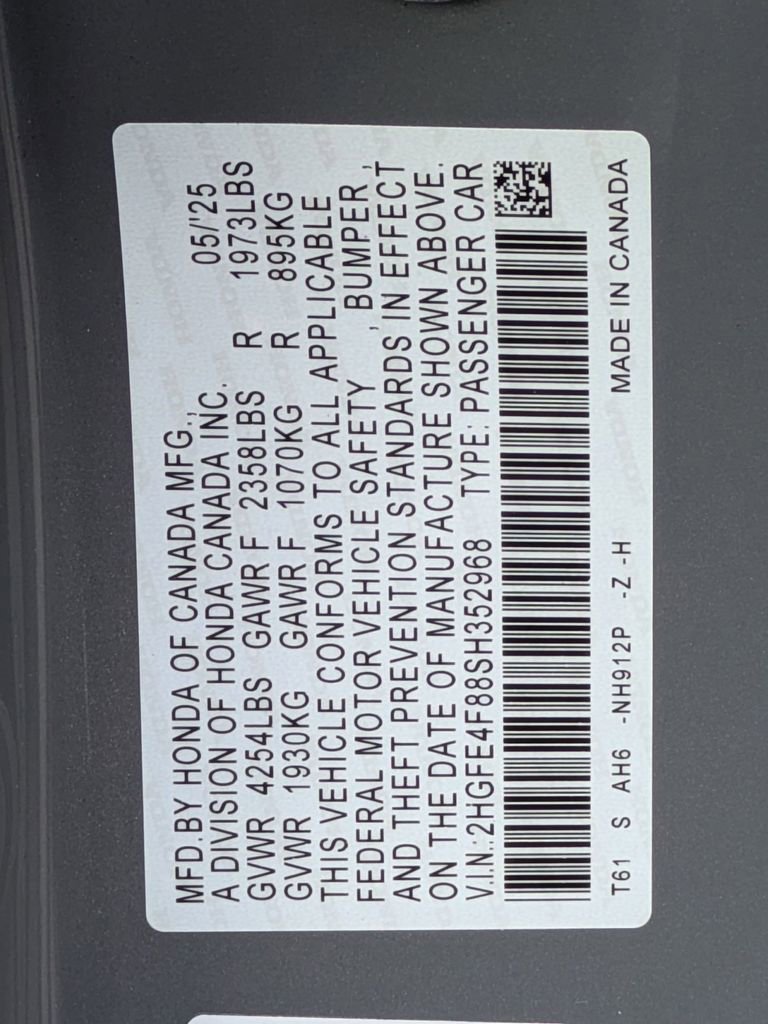 MFD.BY HONDA OF CANADA MFG., 05/'25
A DIVISION OF HONDA CANADA INC.
GVWR 4254LBS GAWR F 2358LBS R 1973LBS
GVWR 1930KG GAWR F 1070KG R 895KG
THIS VEHICLE CONFORMS TO ALL APPLICABLE
FEDERAL MOTOR VEHICLE SAFETY , BUMPER ,
AND THEFT PREVENTION STANDARDS IN EFFECT
ON THE DATE OF MANUFACTURE SHOWN ABOVE.
V.I.N.:2HGFE4F88SH352968 TYPE: PASSENGER CAR
T61 S AH6 -NH912P -Z -H MADE IN CANADA